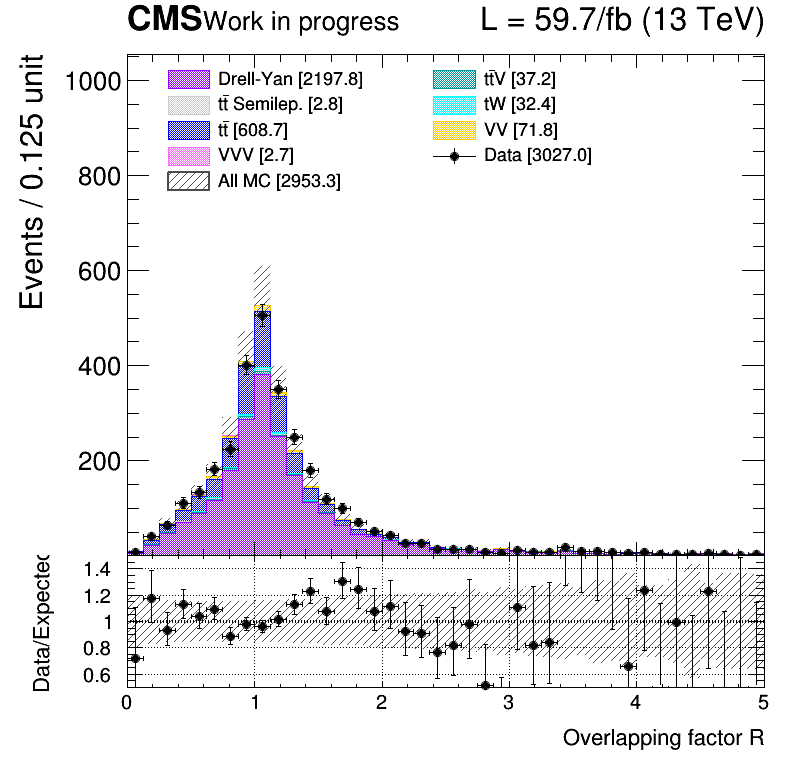 CMS Work in progress L = 59.7/fb (13 TeV)
Events / 0.125 unit
1000
800
600
400
200
Drell-Yan [2197.8]
tt̄ Semilep. [2.8]
tt̄ [608.7]
VVV [2.7]
All MC [2953.3]
tt̄V [37.2]
tW [32.4]
VV [71.8]
Data [3027.0]
Data/Expected
1.4
1.2
1
0.8
0.6
0 1 2 3 4 5
Overlapping factor R